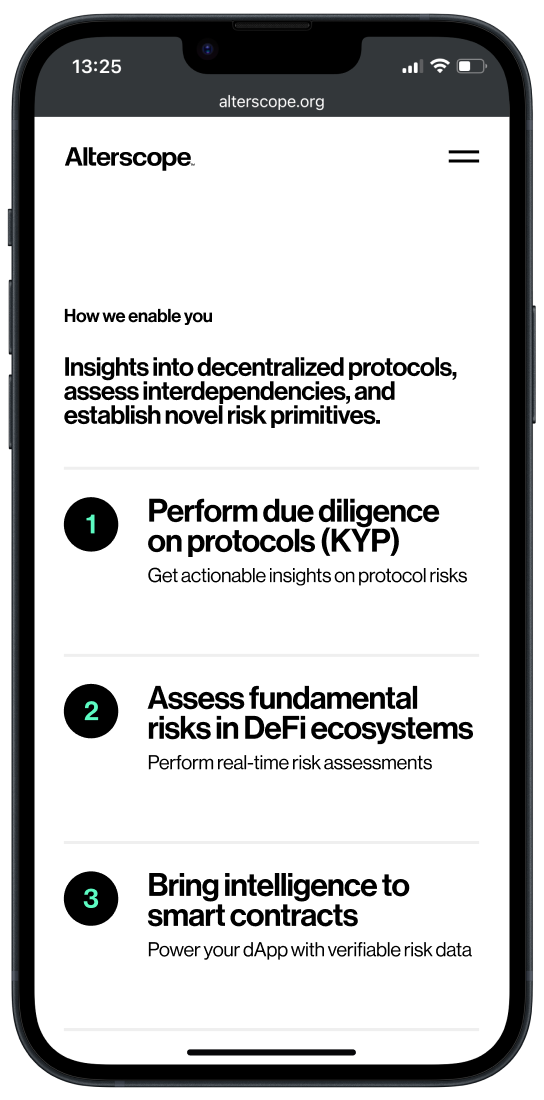 13:25
alterscope.org
Alterscope
How we enable you
Insights into decentralized protocols,
assess interdependencies, and
establish novel risk primitives.
1
Perform due diligence
on protocols (KYP)
Get actionable insights on protocol risks
2
Assess fundamental
risks in DeFi ecosystems
Perform real-time risk assessments
3
Bring intelligence to
smart contracts
Power your dApp with verifiable risk data